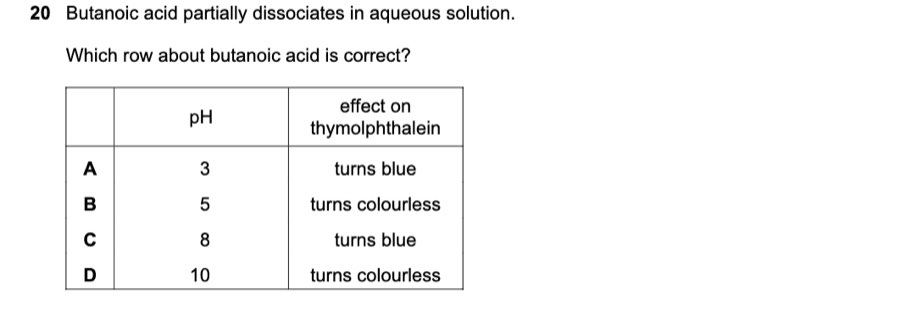 20 Butanoic acid partially dissociates in aqueous solution.
Which row about butanoic acid is correct?
pH effect on thymolphthalein
A 3 turns blue
B 5 turns colourless
C 8 turns blue
D 10 turns colourless